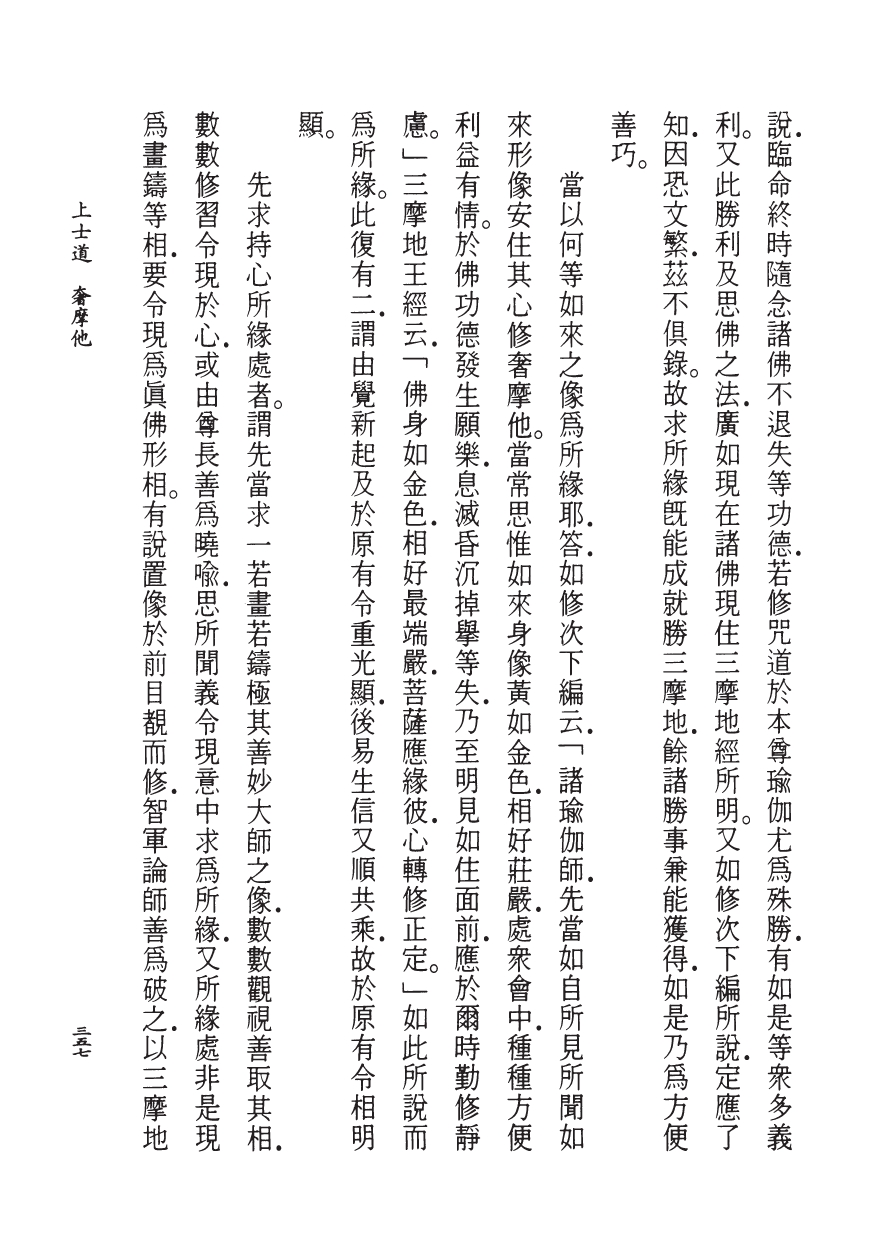 說．臨命終時隨念諸佛不退失等功德．若修咒道於本尊瑜伽尤為殊勝．有如是等衆多義
利。又此勝利及思佛之法．廣如現在諸佛現住三摩地經所明。又如修次下編所說．定應了
知．因恐文繁．茲不俱錄。故求所緣旣能成就勝三摩地．餘諸勝事兼能獲得．如是乃為方便
善巧。
當以何等如來之像為所緣耶．答．如修次下編云．「諸瑜伽師．先當如自所見所聞如
來形像安住其心修奢摩他。當常思惟如來身像黃如金色．相好莊嚴．處衆會中．種種方便
利益有情。於佛功德發生願樂．息滅昏沉掉擧等失．乃至明見如住面前．應於爾時勤修靜
慮。」三摩地王經云．「佛身如金色．相好最端嚴．菩薩應緣彼．心轉修正定。」如此所說而
為所緣。此復有二．謂由覺新起及於原有令重光顯．後易生信又順共乘．故於原有令相明
顯。
先求持心所緣處者。謂先當求一若畫若鑄極其善妙大師之像．數數觀視善取其相．
數數修習令現於心．或由尊長善為曉喩．思所聞義令現意中求為所緣．又所緣處非是現
為畫鑄等相．要令現為眞佛形相。有說置像於前目覩而修．智軍論師善為破之．以三摩地
上士道　奢摩他
三五七